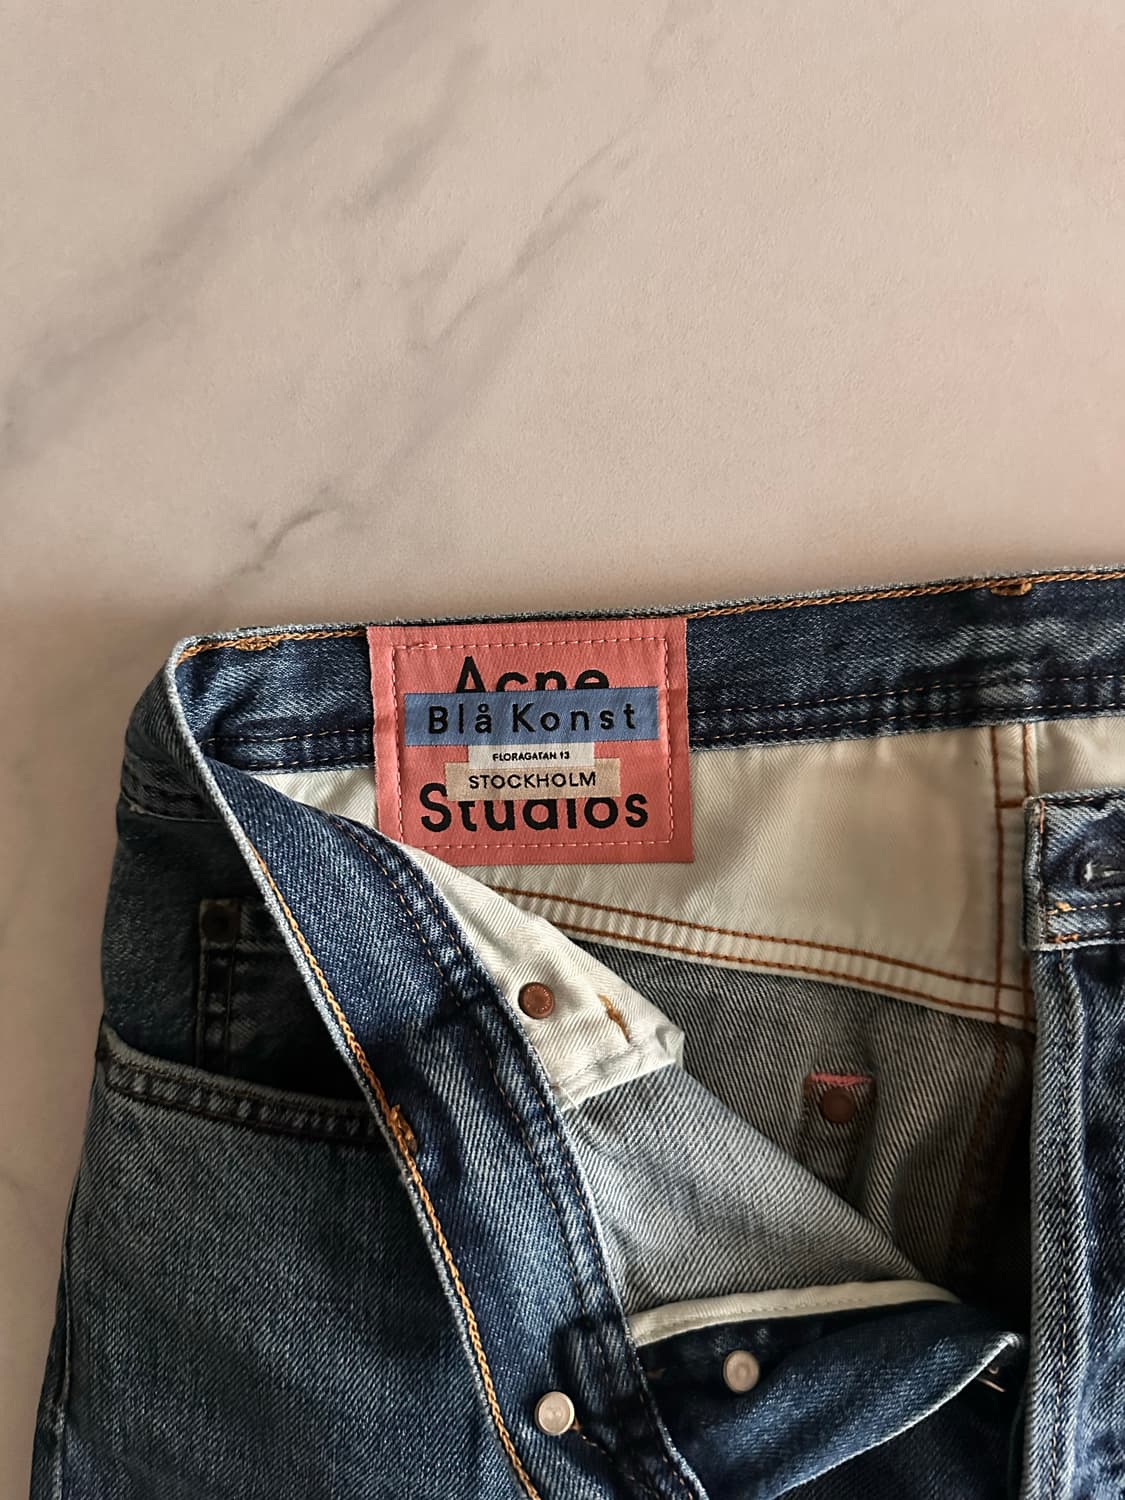 Acne
Blå Konst
FLORAGATAN 13
STOCKHOLM
Studios